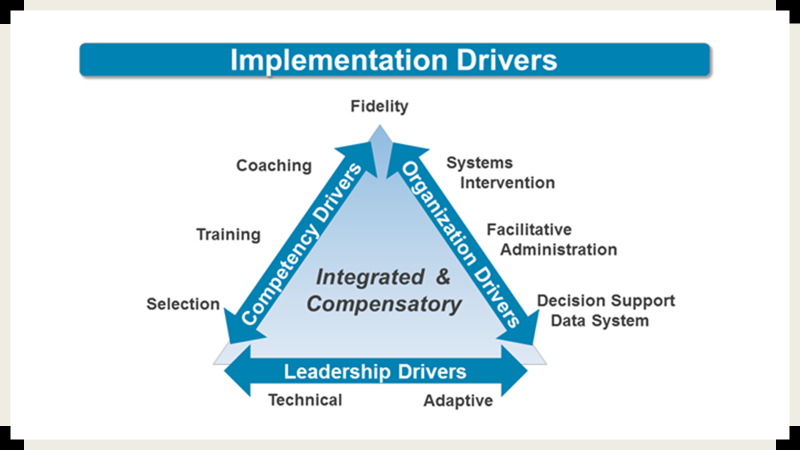 Implementation Drivers
Fidelity
Coaching
Training
Selection
Competency Drivers
Systems
Intervention
Facilitative
Administration
Decision Support
Data System
Organization Drivers
Integrated &
Compensatory
Leadership Drivers
Technical
Adaptive